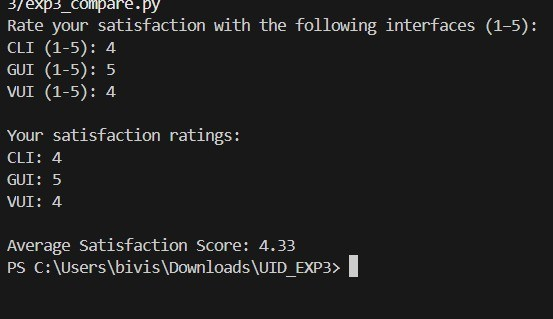 3/exp3_compare.py
Rate your satisfaction with the following interfaces (1–5):
CLI (1-5): 4
GUI (1-5): 5
VUI (1-5): 4
Your satisfaction ratings:
CLI: 4
GUI: 5
VUI: 4
Average Satisfaction Score: 4.33
PS C:\Users\bivis\Downloads\UID_EXP3>